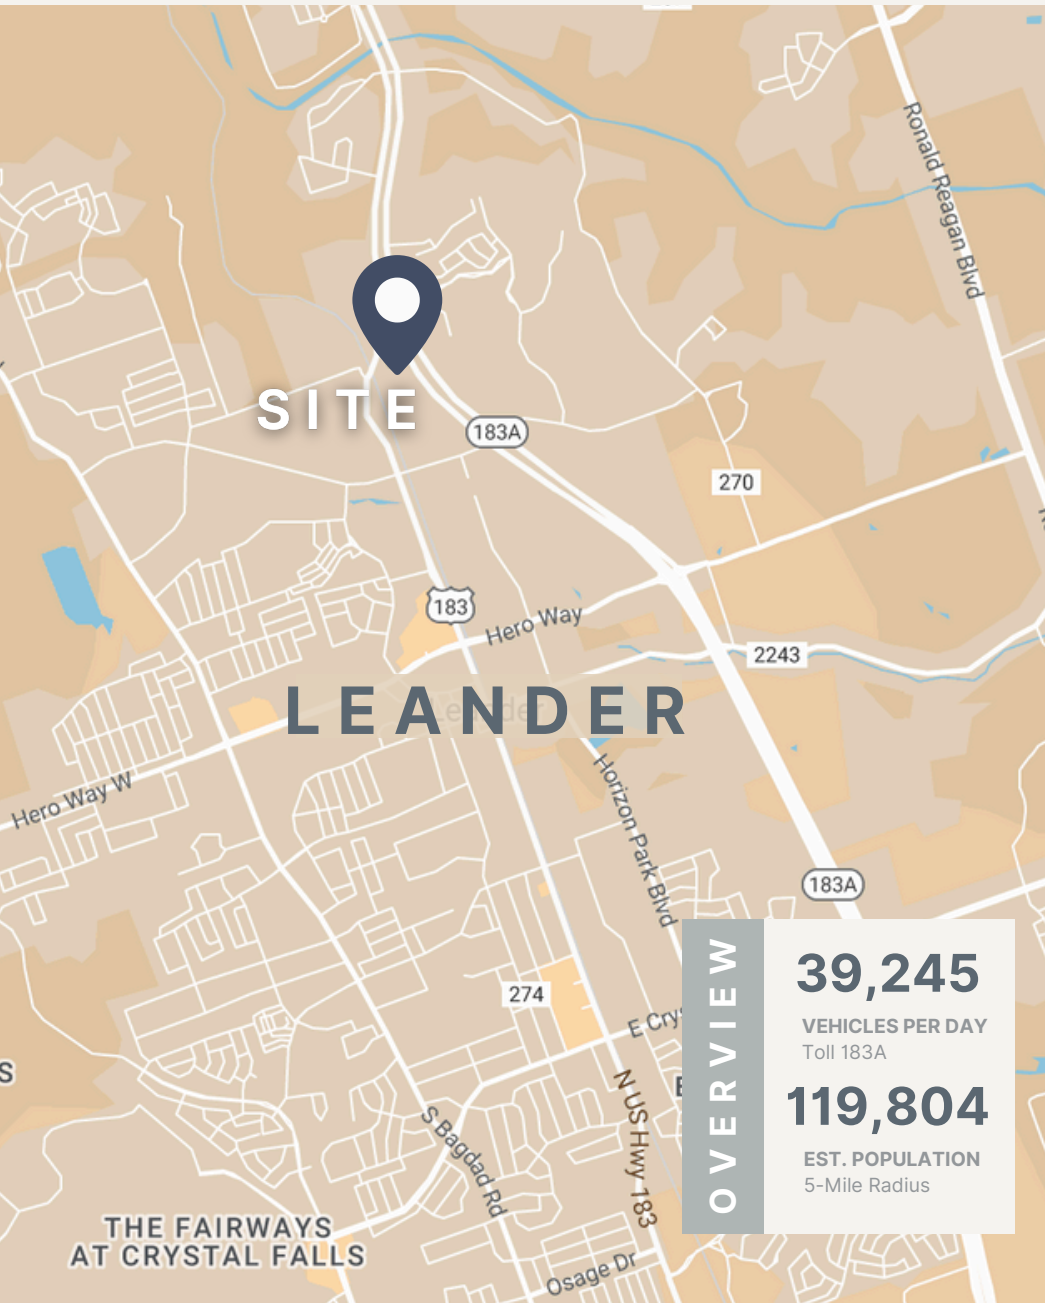 Ronald Reagan Blvd
SITE
183A
270
183
Hero Way
2243
LEANDER
Leander
Hero Way W
Horizon Park Blvd
183A
274
E Crys
N US Hwy 183
S Bagdad Rd
THE FAIRWAYS
AT CRYSTAL FALLS
Osage Dr
OVERVIEW
39,245
VEHICLES PER DAY
Toll 183A
119,804
EST. POPULATION
5-Mile Radius